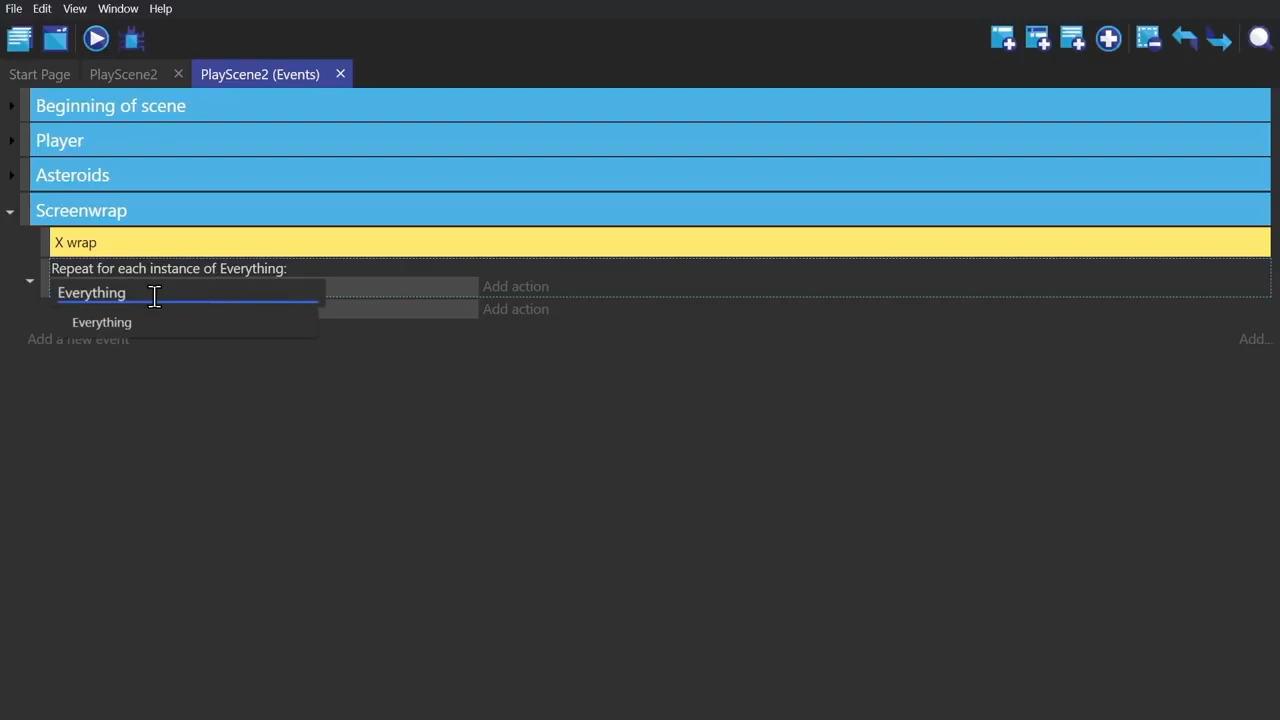 File Edit View Window Help
Start Page PlayScene2 PlayScene2 (Events)
Beginning of scene
Player
Asteroids
Screenwrap
X wrap
Repeat for each instance of Everything:
Everything Add action
Everything Add action
Add a new event Add...